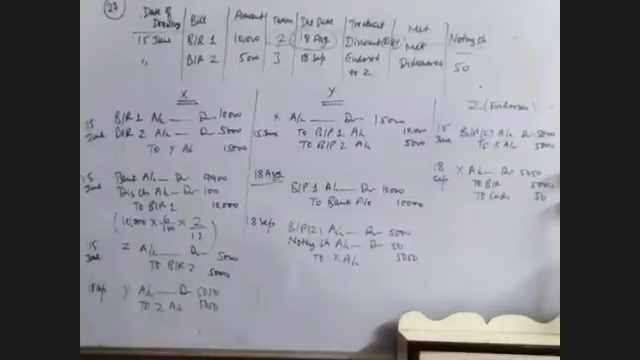 (27)
Date of Drawing | Bill | Amount | Term | Due Date | Treatment | Met | Noting ch
15 June | B/R 1 | 10,000 | 2 | 18 Aug | Discount | Met
" | B/R 2 | 5000 | 3 | 18 Sep | Endorsed to Z | Dishonoured | 50
X
15 June B/R 1 A/c — Dr 10000
B/R 2 A/c — Dr 5000
To Y A/c 15000
15 June Bank A/c — Dr 9900
Dis ch A/c — Dr 100
To B/R 1 10,000
(10,000 × 6/100 × 2/12)
15 June Z A/c — Dr 5000
To B/R 2 5000
18 Sep Y A/c — Dr 5050
To Z A/c 5050
Y
15 June X A/c — Dr 15000
To B/P 1 A/c 10,000
To B/P 2 A/c 5000
18 Aug
B/P 1 A/c — Dr 10000
To Bank A/c 10000
18 Sep B/P(2) A/c — Dr 5000
Noting ch A/c — Dr 50
To X A/c 5050
Z (Endorsee)
15 June B/R(2) A/c Dr 5000
To X A/c 5000
18 Sep X A/c — Dr 5050
To B/R 5000
To Cash 50